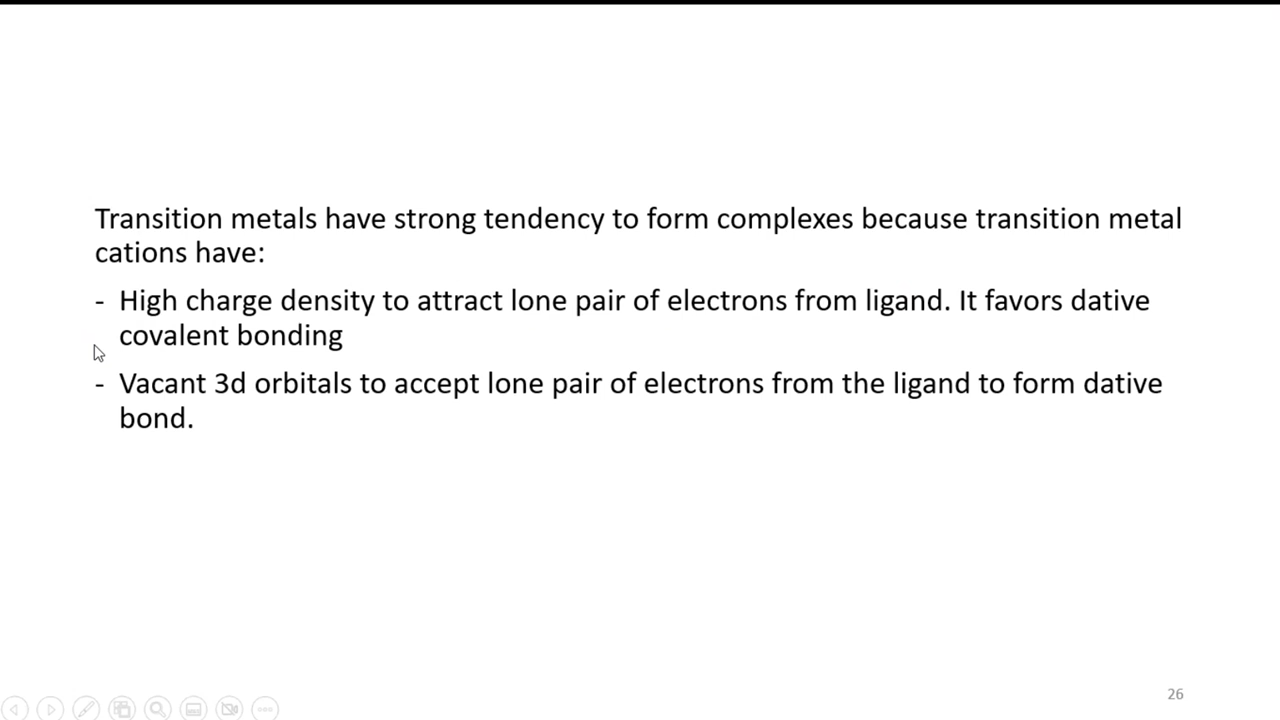 Transition metals have strong tendency to form complexes because transition metal
cations have:
- High charge density to attract lone pair of electrons from ligand. It favors dative
covalent bonding
- Vacant 3d orbitals to accept lone pair of electrons from the ligand to form dative
bond.
26